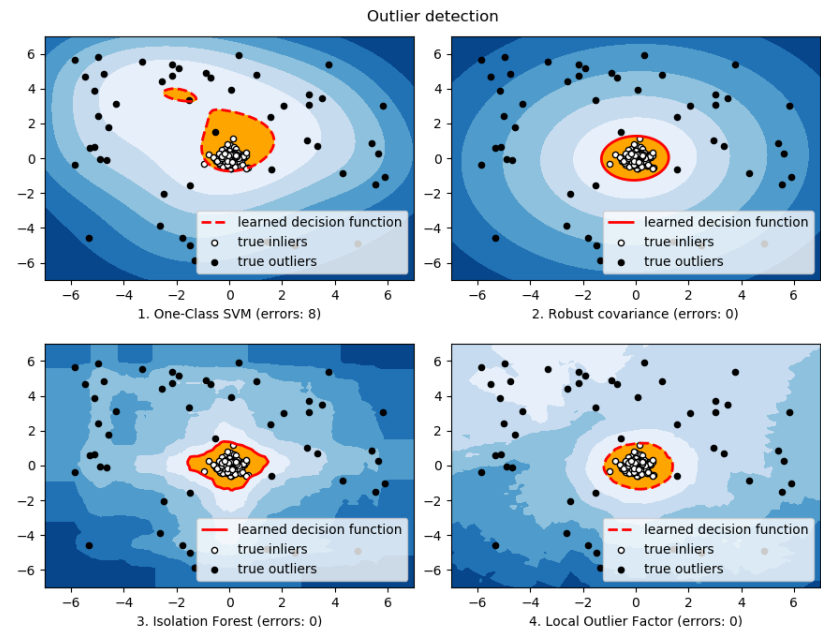 Outlier detection
6
4
2
0
−2
−4
−6
learned decision function
true inliers
true outliers
−6 −4 −2 0 2 4 6
1. One-Class SVM (errors: 8)
6
4
2
0
−2
−4
−6
learned decision function
true inliers
true outliers
−6 −4 −2 0 2 4 6
2. Robust covariance (errors: 0)
6
4
2
0
−2
−4
−6
learned decision function
true inliers
true outliers
−6 −4 −2 0 2 4 6
3. Isolation Forest (errors: 0)
6
4
2
0
−2
−4
−6
learned decision function
true inliers
true outliers
−6 −4 −2 0 2 4 6
4. Local Outlier Factor (errors: 0)